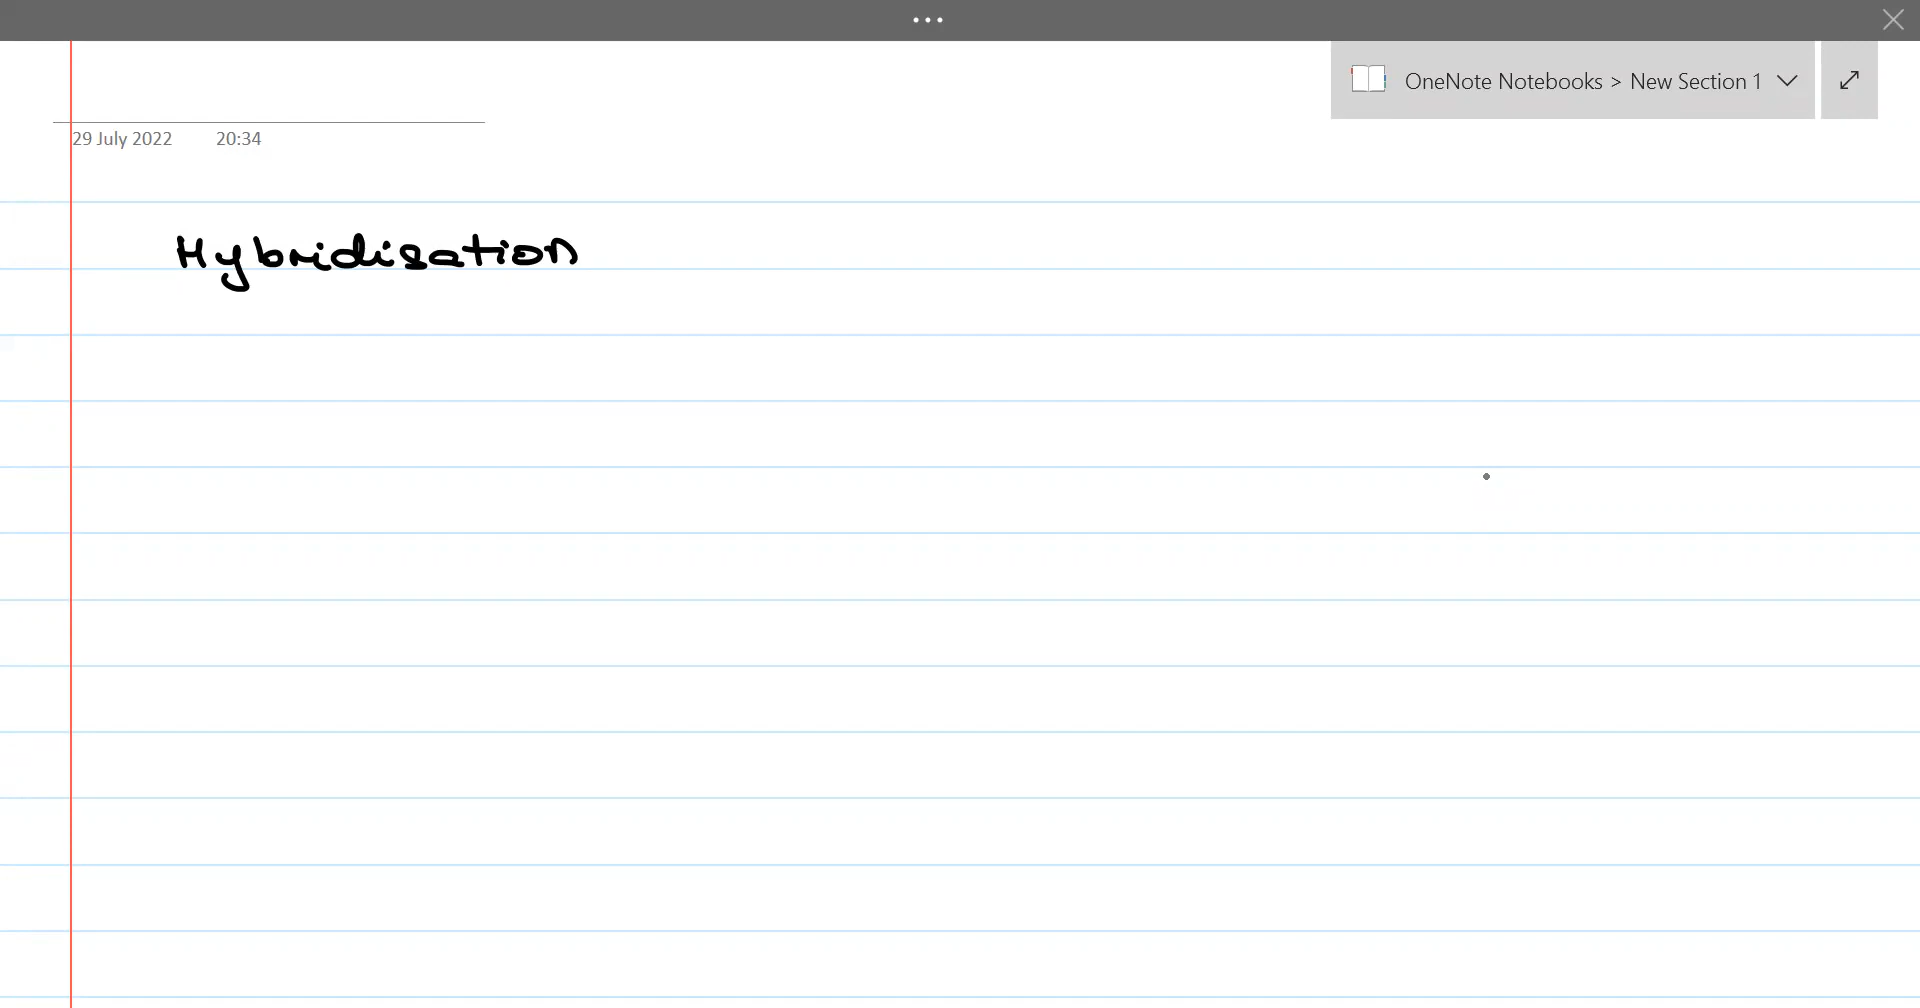 OneNote Notebooks > New Section 1
29 July 2022 20:34
Hybridisation